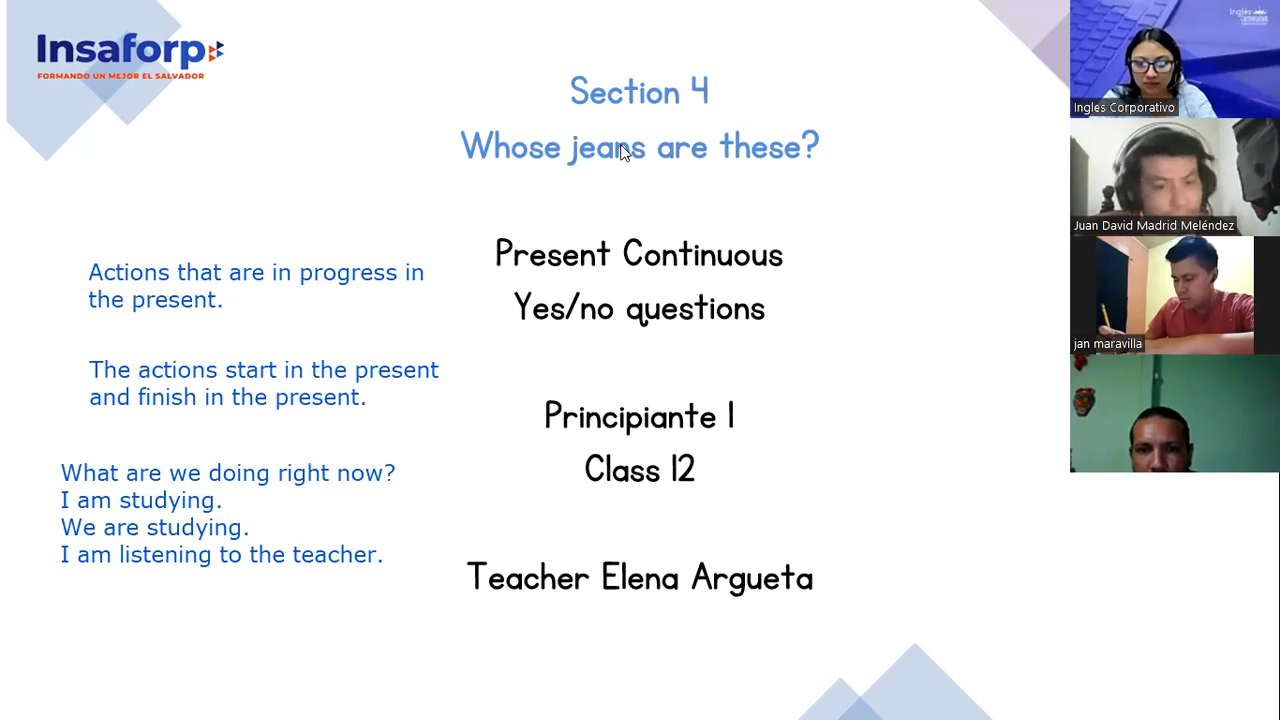 Insaforp
FORMANDO UN MEJOR EL SALVADOR
Section 4
Whose jeans are these?
Present Continuous
Yes/no questions
Principiante 1
Class 12
Teacher Elena Argueta
Actions that are in progress in
the present.
The actions start in the present
and finish in the present.
What are we doing right now?
I am studying.
We are studying.
I am listening to the teacher.
Inglés
Ingles Corporativo
Juan David Madrid Meléndez
jan maravilla